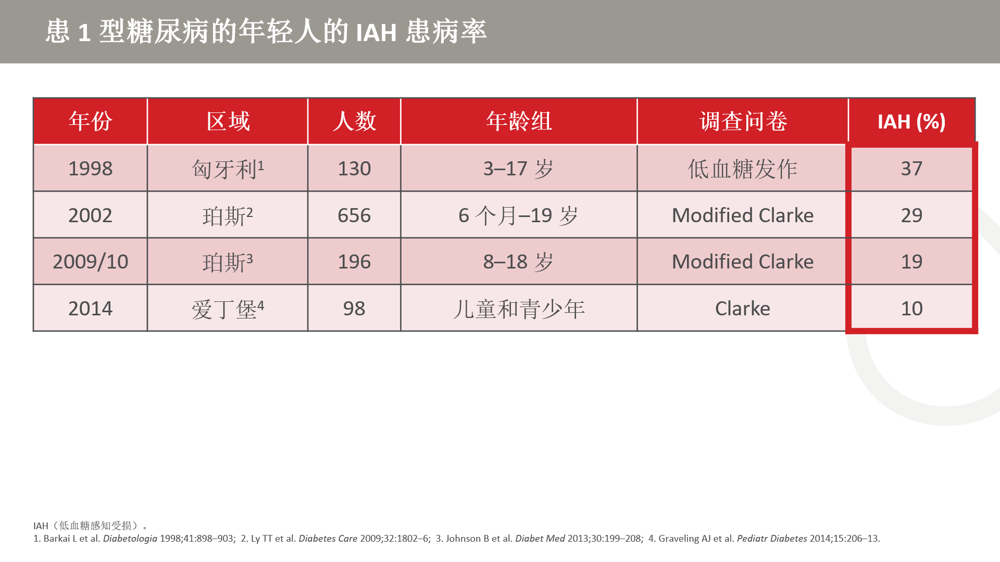 患 1 型糖尿病的年轻人的 IAH 患病率
年份 区域 人数 年龄组 调查问卷 IAH (%)
1998 匈牙利¹ 130 3–17 岁 低血糖发作 37
2002 珀斯² 656 6 个月–19 岁 Modified Clarke 29
2009/10 珀斯³ 196 8–18 岁 Modified Clarke 19
2014 爱丁堡⁴ 98 儿童和青少年 Clarke 10
IAH（低血糖感知受损）。
1. Barkai L et al. Diabetologia 1998;41:898–903; 2. Ly TT et al. Diabetes Care 2009;32:1802–6; 3. Johnson B et al. Diabet Med 2013;30:199–208; 4. Graveling AJ et al. Pediatr Diabetes 2014;15:206–13.